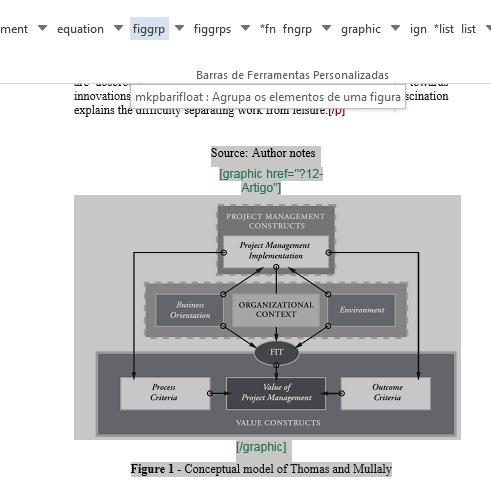 ment equation figgrp figgrps *fn fngrp graphic ign *list list
Barras de Ferramentas Personalizadas
towards
innovations
mkpbarifloat : Agrupa os elementos de uma figura
scination
explains the difficulty separating work from leisure.[/p]
Source: Author notes
[graphic href="?12-
Artigo"]
PROJECT MANAGEMENT
CONSTRUCTS
Project Management
Implementation
Business
Orientation
ORGANIZATIONAL
CONTEXT
Environment
FIT
Process
Criteria
Value of
Project Management
Outcome
Criteria
VALUE CONSTRUCTS
[/graphic]
Figure 1 - Conceptual model of Thomas and Mullaly